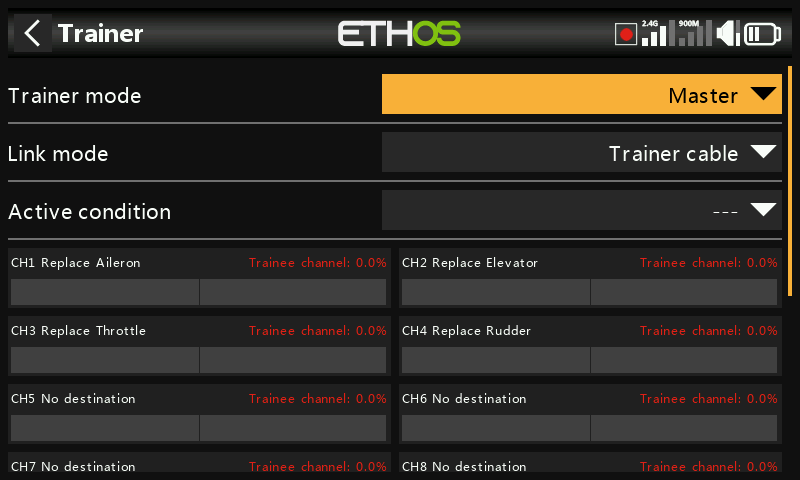 Trainer
ETHOS
2.4G
900M
Trainer mode
Master
Link mode
Trainer cable
Active condition
---
CH1 Replace Aileron
Trainee channel: 0.0%
CH2 Replace Elevator
Trainee channel: 0.0%
CH3 Replace Throttle
Trainee channel: 0.0%
CH4 Replace Rudder
Trainee channel: 0.0%
CH5 No destination
Trainee channel: 0.0%
CH6 No destination
Trainee channel: 0.0%
CH7 No destination
Trainee channel: 0.0%
CH8 No destination
Trainee channel: 0.0%